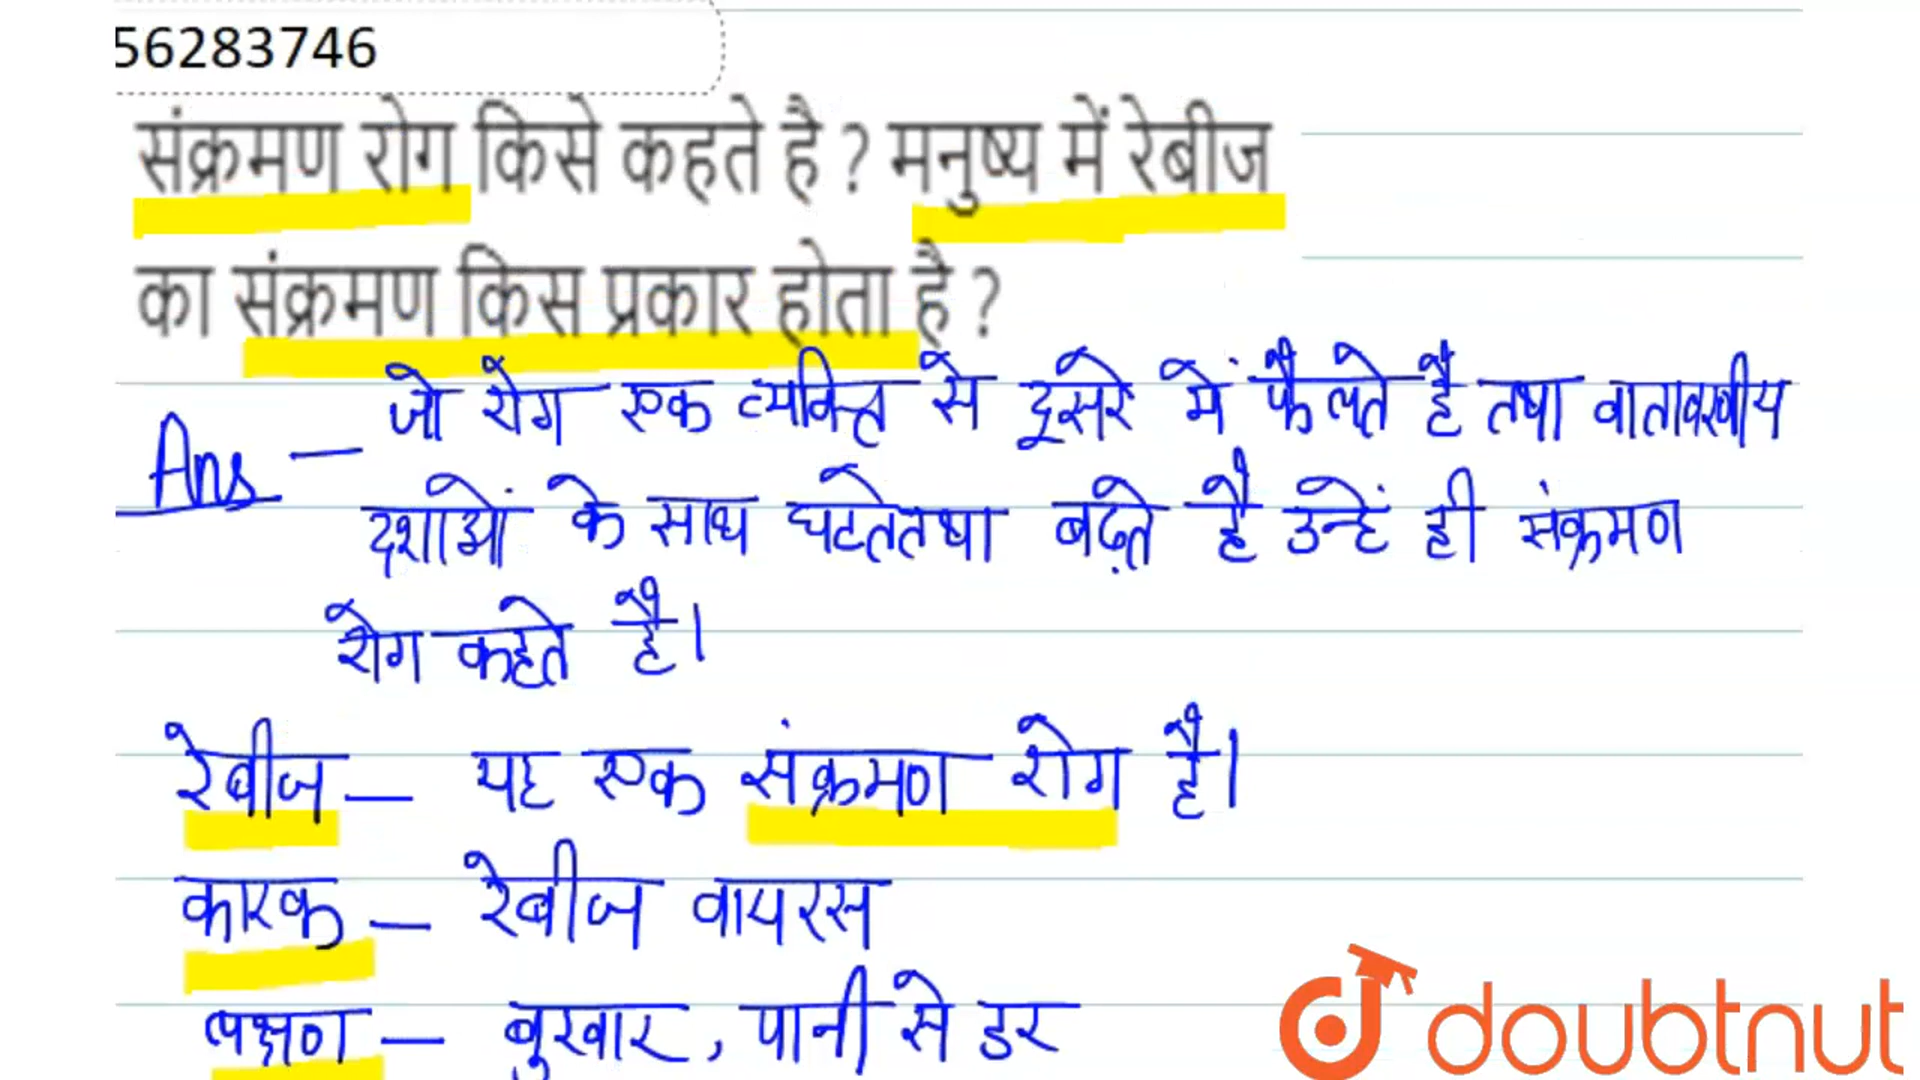 56283746
संक्रमण रोग किसे कहते है ? मनुष्य में रेबीज
का संक्रमण किस प्रकार होता है ?
Ans — जो रोग एक व्यक्ति से दूसरे में फैलते है तथा वातावरणीय
दशाओं के साथ घटते तथा बढ़ते है उन्हें ही संक्रमण
रोग कहते है।
रेबीज — यह एक संक्रमण रोग है।
कारक — रेबीज वायरस
लक्षण — बुखार, पानी से डर
doubtnut